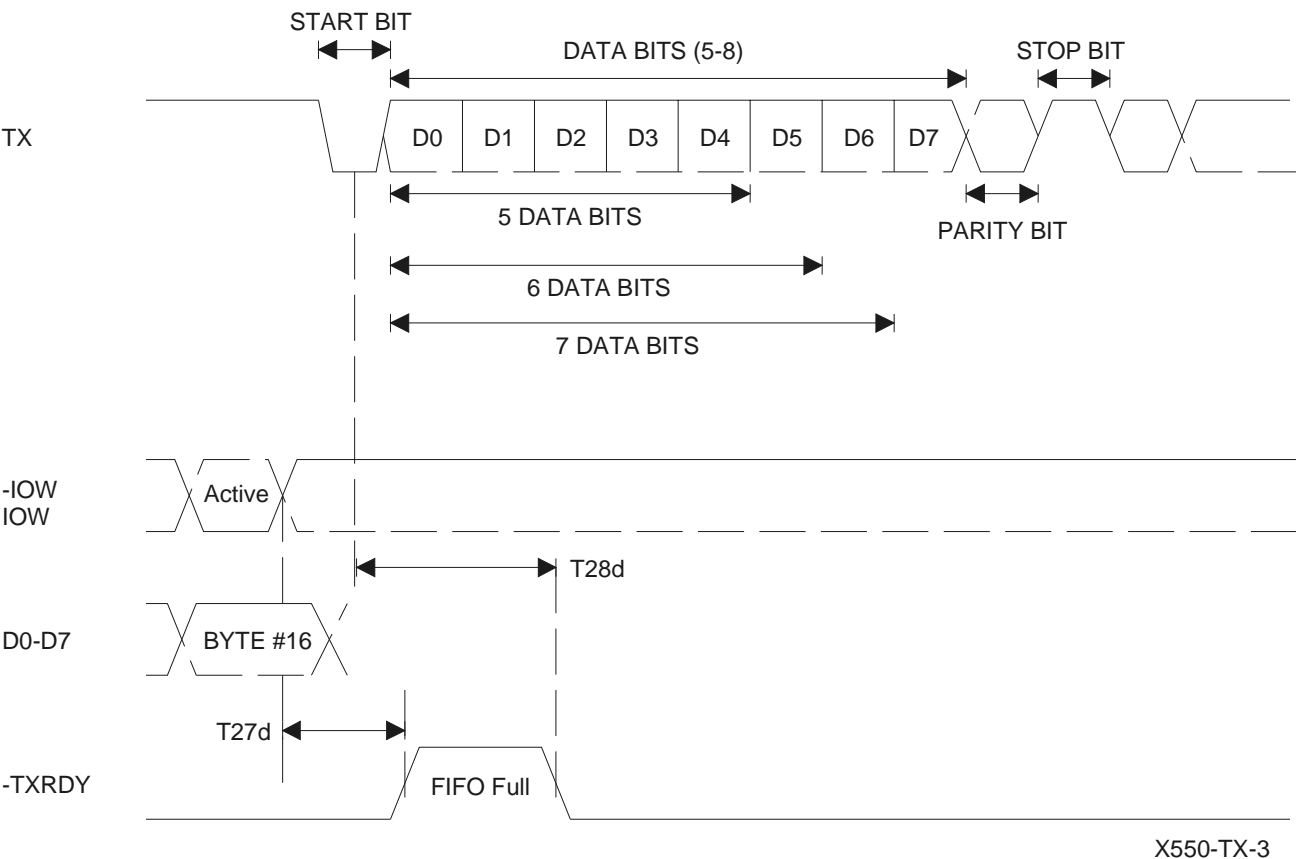 START BIT
DATA BITS (5-8)
STOP BIT
TX
D0 D1 D2 D3 D4 D5 D6 D7
5 DATA BITS
PARITY BIT
6 DATA BITS
7 DATA BITS
-IOW
IOW
Active
T28d
D0-D7
BYTE #16
T27d
-TXRDY
FIFO Full
X550-TX-3